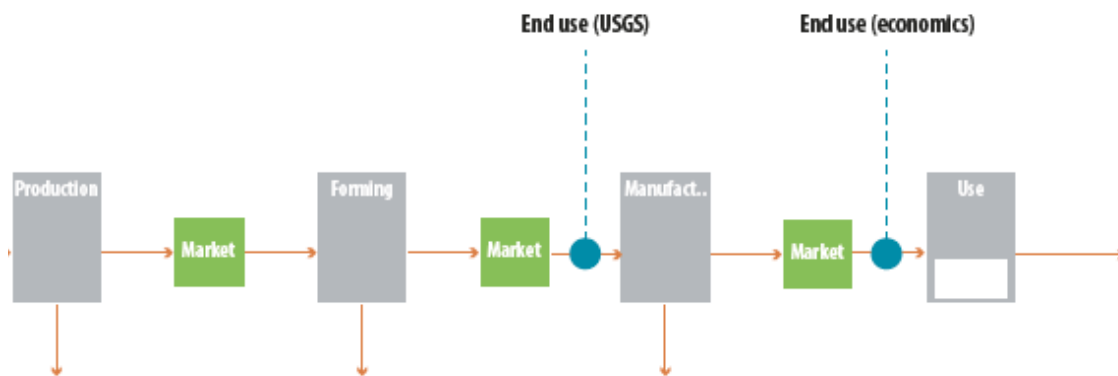 End use (USGS)
End use (economics)
Production
Forming
Manufact..
Use
Market
Market
Market